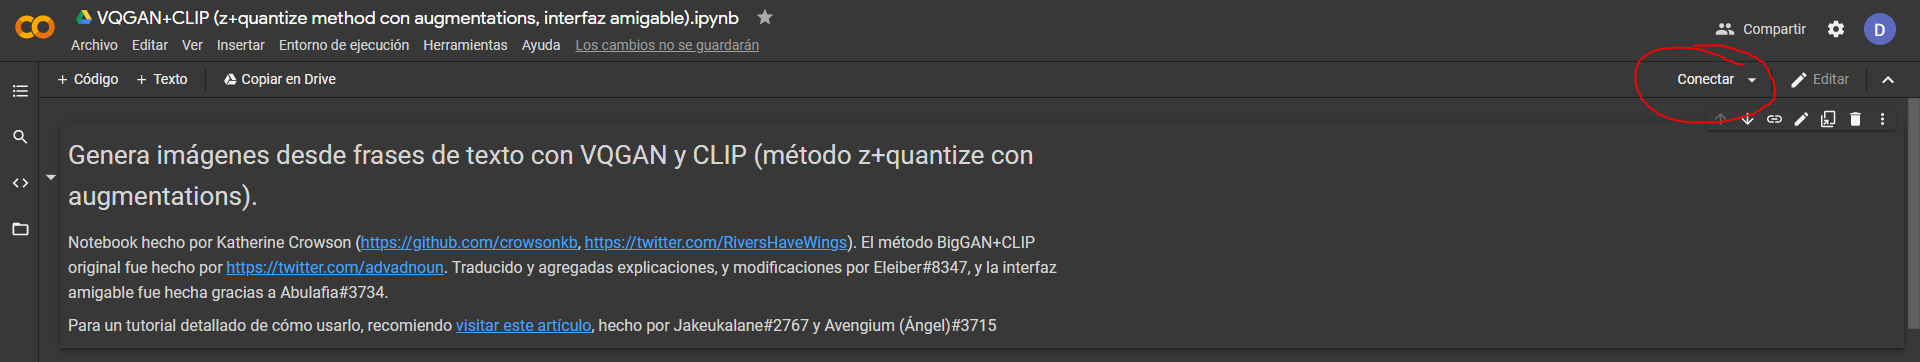 VQGAN+CLIP (z+quantize method con augmentations, interfaz amigable).ipynb
Archivo Editar Ver Insertar Entorno de ejecución Herramientas Ayuda Los cambios no se guardarán
Compartir
D
+ Código + Texto Copiar en Drive
Conectar
Editar
Genera imágenes desde frases de texto con VQGAN y CLIP (método z+quantize con
augmentations).
Notebook hecho por Katherine Crowson (https://github.com/crowsonkb, https://twitter.com/RiversHaveWings). El método BigGAN+CLIP
original fue hecho por https://twitter.com/advadnoun. Traducido y agregadas explicaciones, y modificaciones por Eleiber#8347, y la interfaz
amigable fue hecha gracias a Abulafia#3734.
Para un tutorial detallado de cómo usarlo, recomiendo visitar este artículo, hecho por Jakeukalane#2767 y Avengium (Ángel)#3715